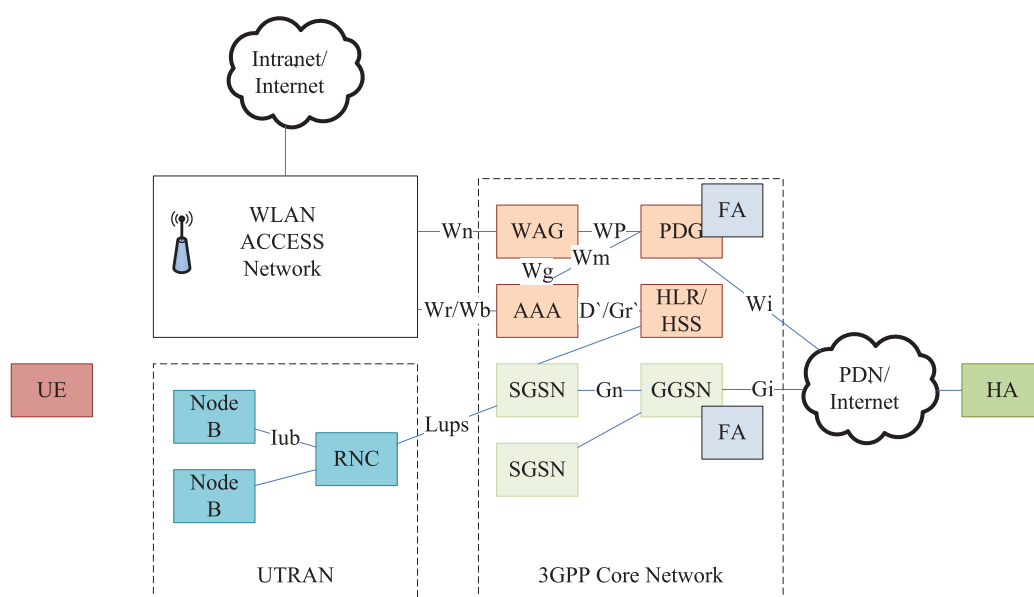 Intranet/
Internet
WLAN
ACCESS
Network
Wn
WAG
WP
PDG
FA
Wm
Wg
Wr/Wb
AAA
D`/Gr`
HLR/
HSS
Wi
UE
Node
B
Iub
RNC
Node
B
Lups
SGSN
Gn
GGSN
FA
Gi
SGSN
PDN/
Internet
HA
UTRAN
3GPP Core Network